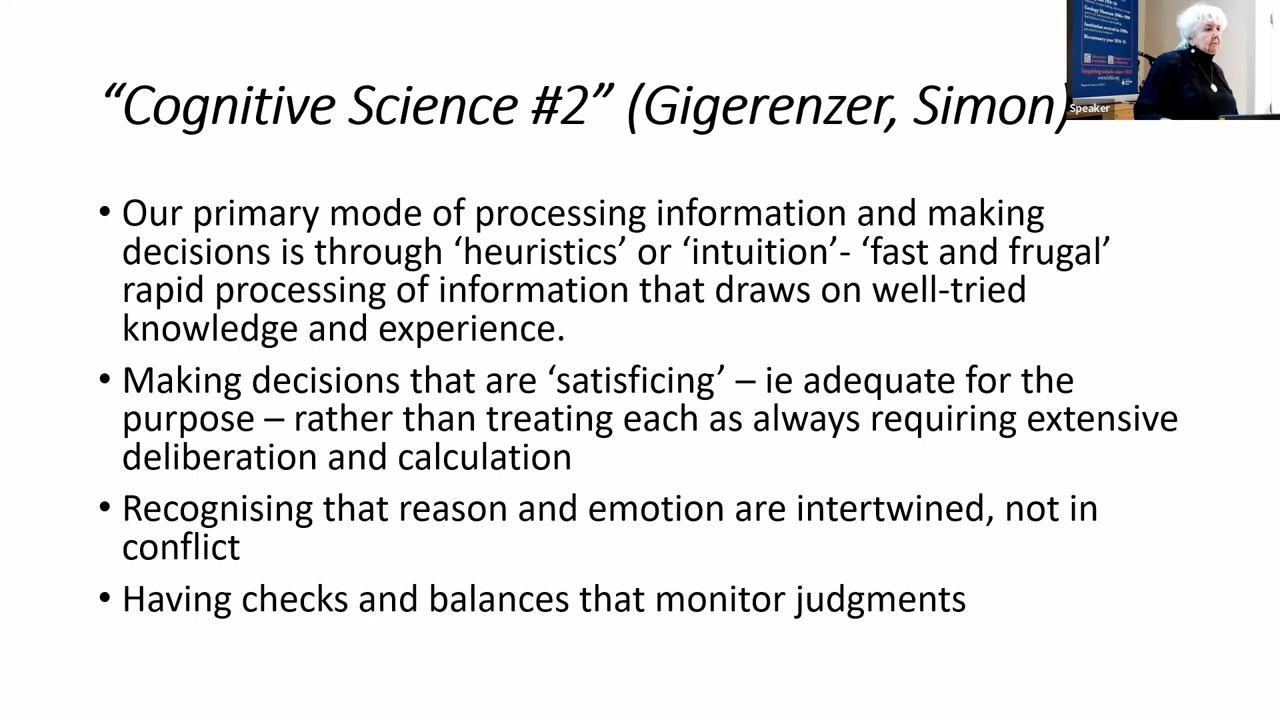 “Cognitive Science #2” (Gigerenzer, Simon)
• Our primary mode of processing information and making
decisions is through ‘heuristics’ or ‘intuition’- ‘fast and frugal’
rapid processing of information that draws on well-tried
knowledge and experience.
• Making decisions that are ‘satisficing’ – ie adequate for the
purpose – rather than treating each as always requiring extensive
deliberation and calculation
• Recognising that reason and emotion are intertwined, not in
conflict
• Having checks and balances that monitor judgments
Speaker